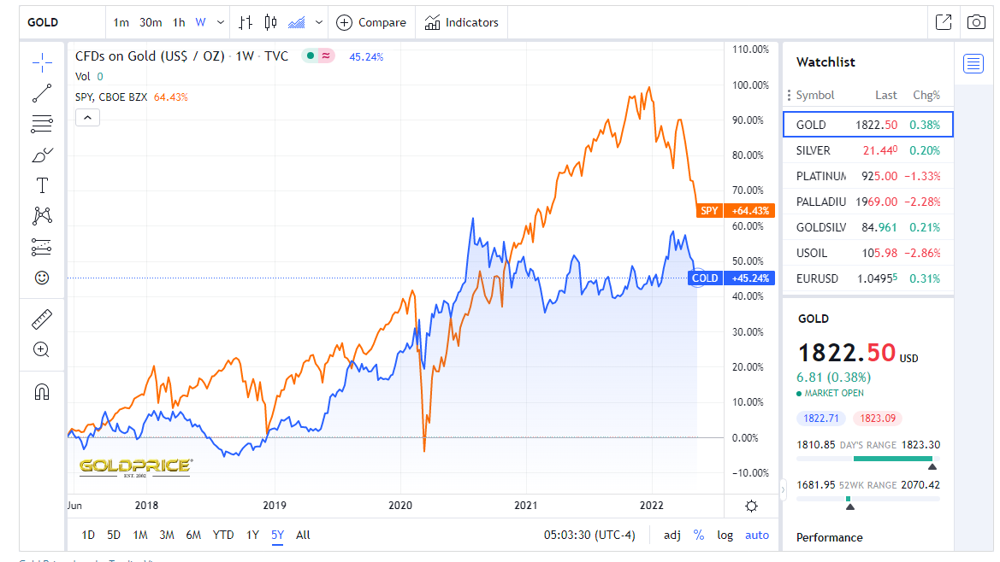 GOLD 1m 30m 1h W Compare Indicators
CFDs on Gold (US$ / OZ) · 1W · TVC ≈ 45.24%
Vol 0
SPY, CBOE BZX 64.43%
110.00%
100.00%
90.00%
80.00%
70.00%
SPY +64.43%
60.00%
50.00%
COLD +45.24%
40.00%
30.00%
20.00%
10.00%
0.00%
−10.00%
GOLDPRICE®
EST. 2002
Jun 2018 2019 2020 2021 2022
1D 5D 1M 3M 6M YTD 1Y 5Y All 05:03:30 (UTC-4) adj % log auto
T
Watchlist
Symbol Last Chg%
GOLD 1822.50 0.38%
SILVER 21.440 0.20%
PLATINUM 925.00 −1.33%
PALLADIU 1969.00 −2.28%
GOLDSILV 84.961 0.21%
USOIL 105.98 −2.86%
EURUSD 1.04955 0.31%
GOLD
1822.50 USD
6.81 (0.38%)
MARKET OPEN
1822.71 1823.09
1810.85 DAY'S RANGE 1823.30
1681.95 52WK RANGE 2070.42
Performance